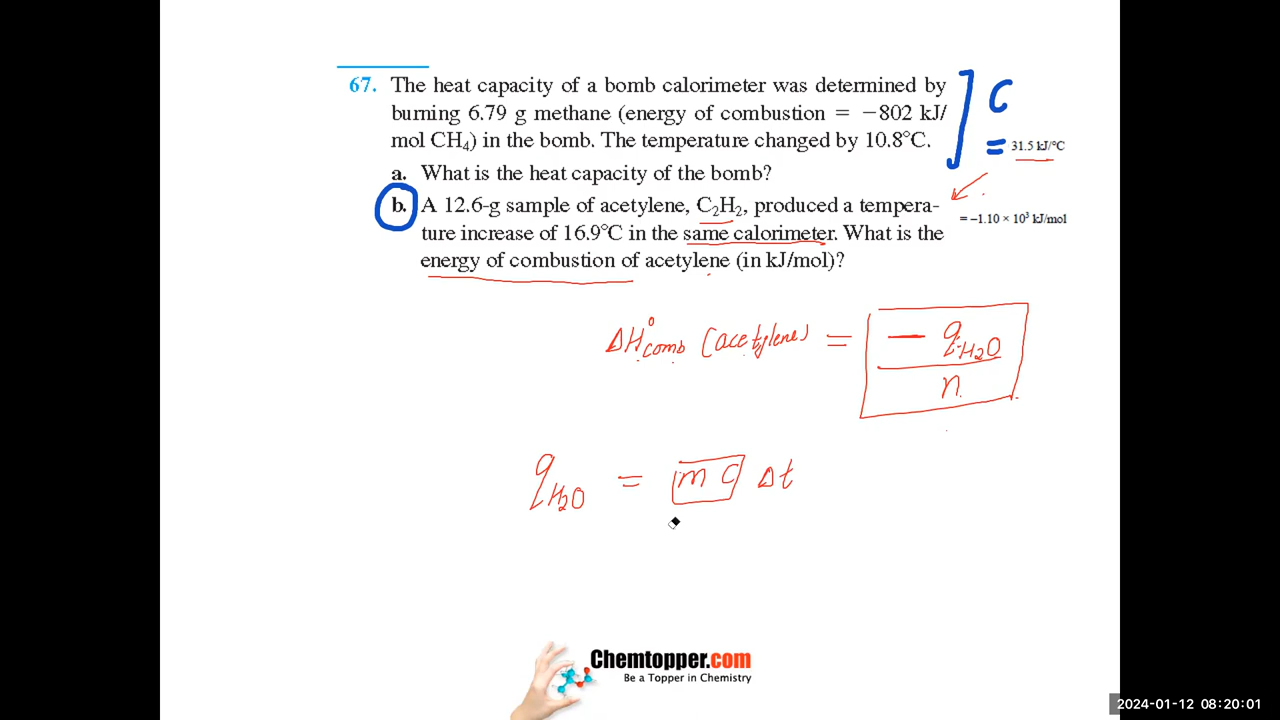 67. The heat capacity of a bomb calorimeter was determined by
burning 6.79 g methane (energy of combustion = −802 kJ/
mol CH₄) in the bomb. The temperature changed by 10.8°C.
C
= 31.5 kJ/°C
a. What is the heat capacity of the bomb?
b. A 12.6-g sample of acetylene, C₂H₂, produced a tempera-
ture increase of 16.9°C in the same calorimeter. What is the
energy of combustion of acetylene (in kJ/mol)?
= −1.10 × 10³ kJ/mol
ΔH°comb (acetylene) = − qH₂O / n
qH₂O = m c Δt
Chemtopper.com
Be a Topper in Chemistry
2024-01-12 08:20:01